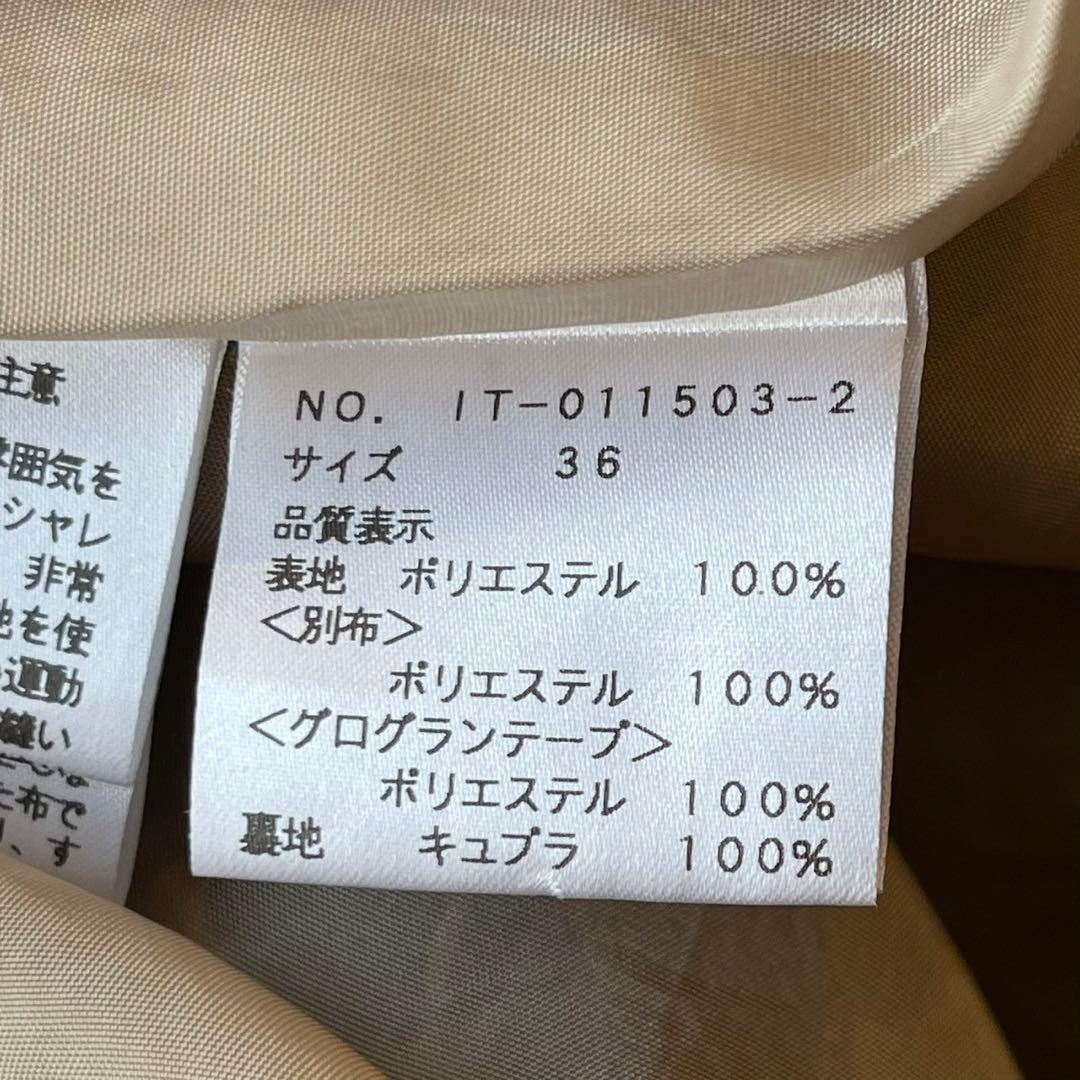 主意
囲気を
シャレ
非常
を使
運動
縫い
布で
、す
NO. IT-011503-2
サイズ 36
品質表示
表地 ポリエステル 100%
<別布>
ポリエステル 100%
<グログランテープ>
ポリエステル 100%
裏地 キュプラ 100%